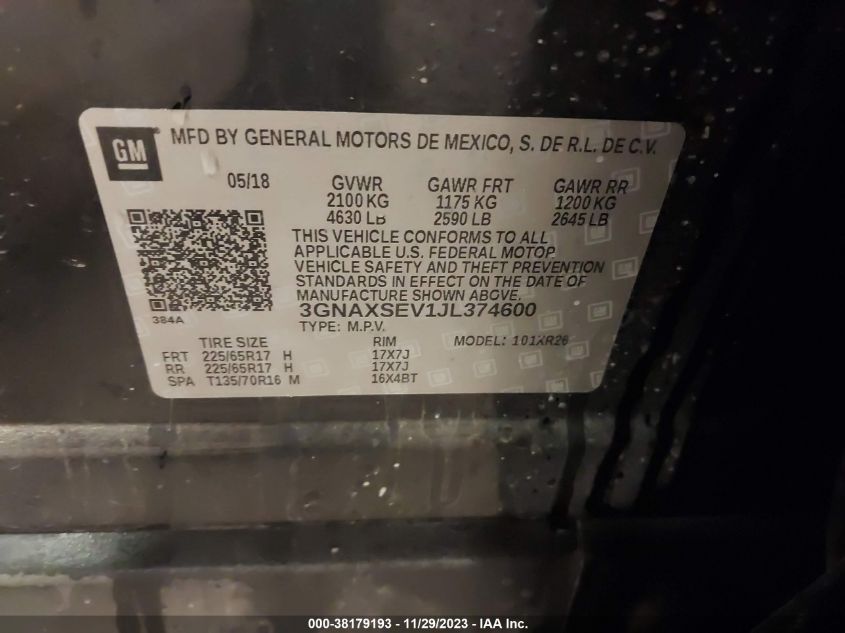 GM
MFD BY GENERAL MOTORS DE MEXICO, S. DE R.L. DE C.V.
05/18 GVWR GAWR FRT GAWR RR
2100 KG 1175 KG 1200 KG
4630 LB 2590 LB 2645 LB
THIS VEHICLE CONFORMS TO ALL
APPLICABLE U.S. FEDERAL MOTOR
VEHICLE SAFETY AND THEFT PREVENTION
STANDARDS IN EFFECT ON THE DATE OF
MANUFACTURE SHOWN ABOVE.
3GNAXSEV1JL374600
384A
TYPE: M.P.V.
TIRE SIZE RIM MODEL: 101XR26
FRT 225/65R17 H 17X7J
RR 225/65R17 H 17X7J
SPA T135/70R16 M 16X4BT
000-38179193 - 11/29/2023 - IAA Inc.